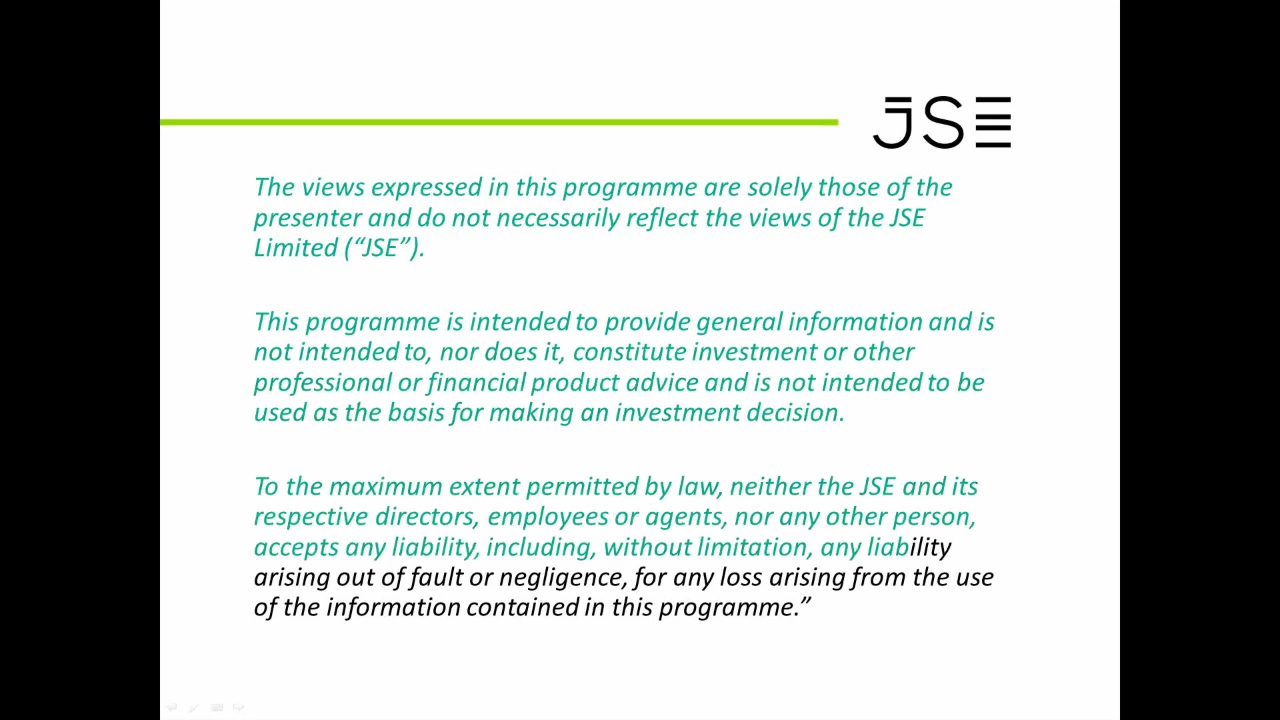 JSE
The views expressed in this programme are solely those of the
presenter and do not necessarily reflect the views of the JSE
Limited (“JSE”).
This programme is intended to provide general information and is
not intended to, nor does it, constitute investment or other
professional or financial product advice and is not intended to be
used as the basis for making an investment decision.
To the maximum extent permitted by law, neither the JSE and its
respective directors, employees or agents, nor any other person,
accepts any liability, including, without limitation, any liability
arising out of fault or negligence, for any loss arising from the use
of the information contained in this programme.”